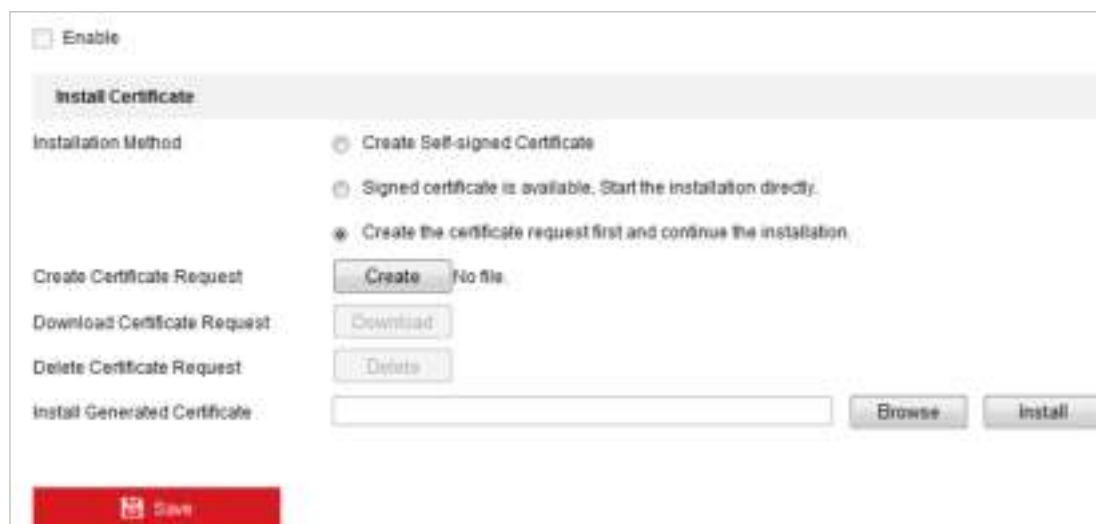 Enable
Install Certificate
Installation Method
Create Self-signed Certificate
Signed certificate is available, Start the installation directly.
Create the certificate request first and continue the installation.
Create Certificate Request Create No file.
Download Certificate Request Download
Delete Certificate Request Delete
Install Generated Certificate Browse Install
Save